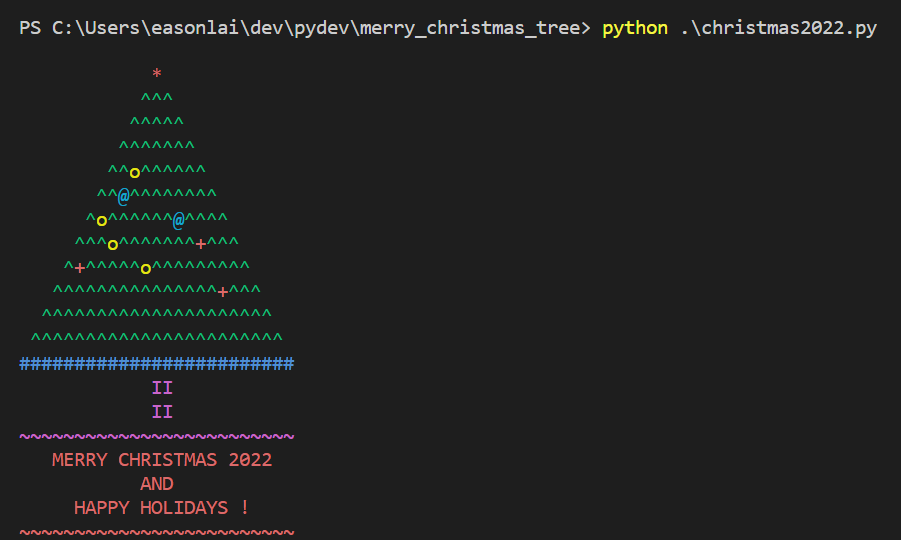 PS C:\Users\easonlai\dev\pydev\merry_christmas_tree> python .\christmas2022.py
            *
           ^^^
          ^^^^^
         ^^^^^^^
        ^^o^^^^^^
       ^^@^^^^^^^^
      ^o^^^^^^@^^^^
     ^^^o^^^^^^^+^^^
    ^+^^^^^o^^^^^^^^^
   ^^^^^^^^^^^^^^^+^^^
  ^^^^^^^^^^^^^^^^^^^^^
 ^^^^^^^^^^^^^^^^^^^^^^^
#########################
            II
            II
~~~~~~~~~~~~~~~~~~~~~~~~~
   MERRY CHRISTMAS 2022
           AND
     HAPPY HOLIDAYS !
~~~~~~~~~~~~~~~~~~~~~~~~~